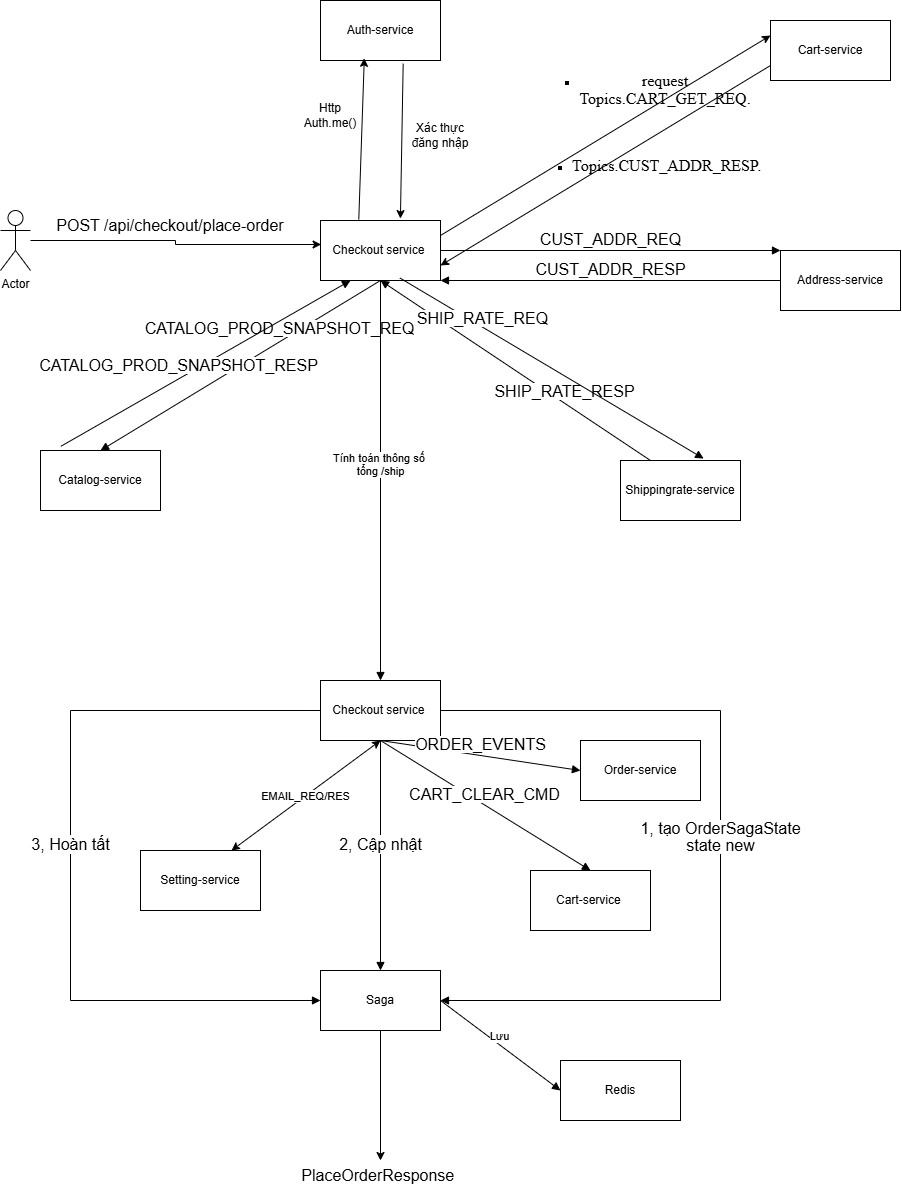 Auth-service
Cart-service
Http
Auth.me()
Xác thực
đăng nhập
▪ request
Topics.CART_GET_REQ.
▪ Topics.CUST_ADDR_RESP.
POST /api/checkout/place-order
Actor
Checkout service
CUST_ADDR_REQ
CUST_ADDR_RESP
Address-service
CATALOG_PROD_SNAPSHOT_REQ
SHIP_RATE_REQ
CATALOG_PROD_SNAPSHOT_RESP
SHIP_RATE_RESP
Tính toán thông số
tổng /ship
Catalog-service
Shippingrate-service
Checkout service
ORDER_EVENTS
Order-service
EMAIL_REQ/RES
CART_CLEAR_CMD
3, Hoàn tất
2, Cập nhật
1, tạo OrderSagaState
state new
Setting-service
Cart-service
Saga
Lưu
Redis
PlaceOrderResponse